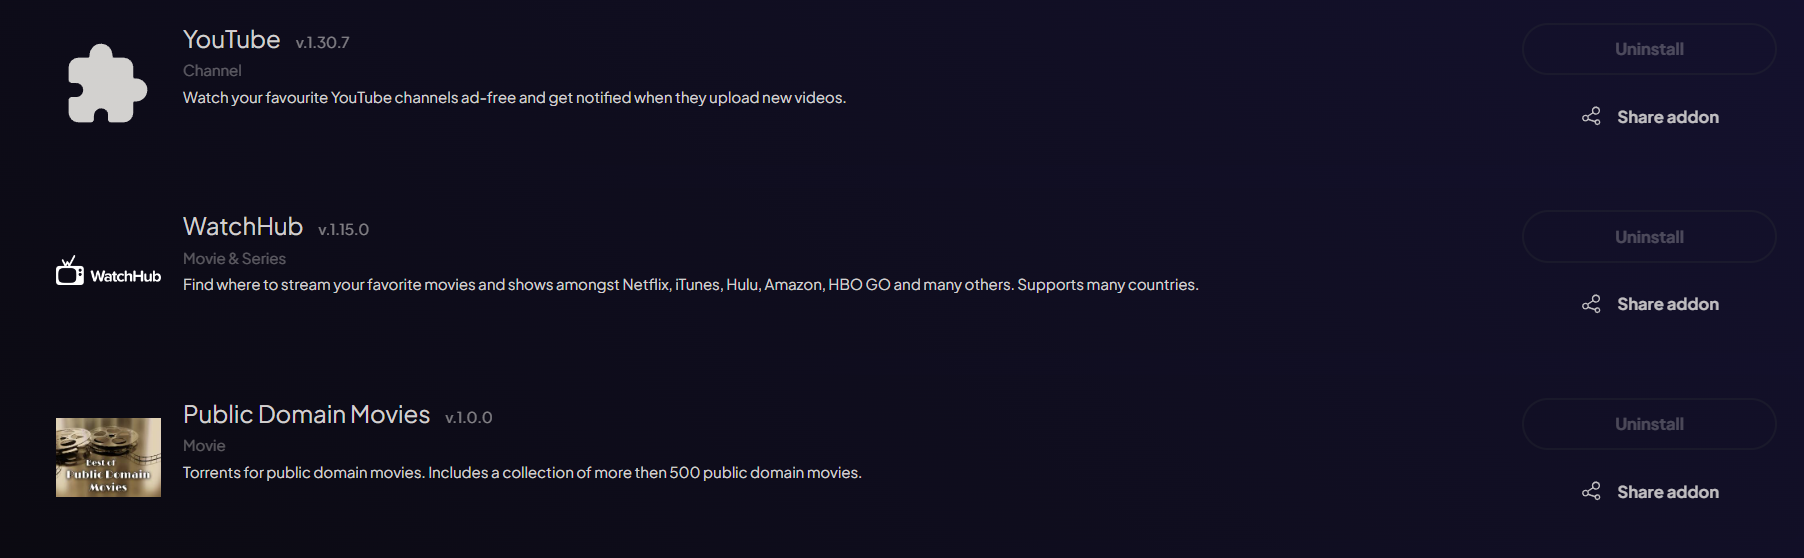 YouTube v.1.30.7
Channel
Watch your favourite YouTube channels ad-free and get notified when they upload new videos.
Uninstall
Share addon
WatchHub
WatchHub v.1.15.0
Movie & Series
Find where to stream your favorite movies and shows amongst Netflix, iTunes, Hulu, Amazon, HBO GO and many others. Supports many countries.
Uninstall
Share addon
Best of
Public Domain
Movies
Public Domain Movies v.1.0.0
Movie
Torrents for public domain movies. Includes a collection of more then 500 public domain movies.
Uninstall
Share addon